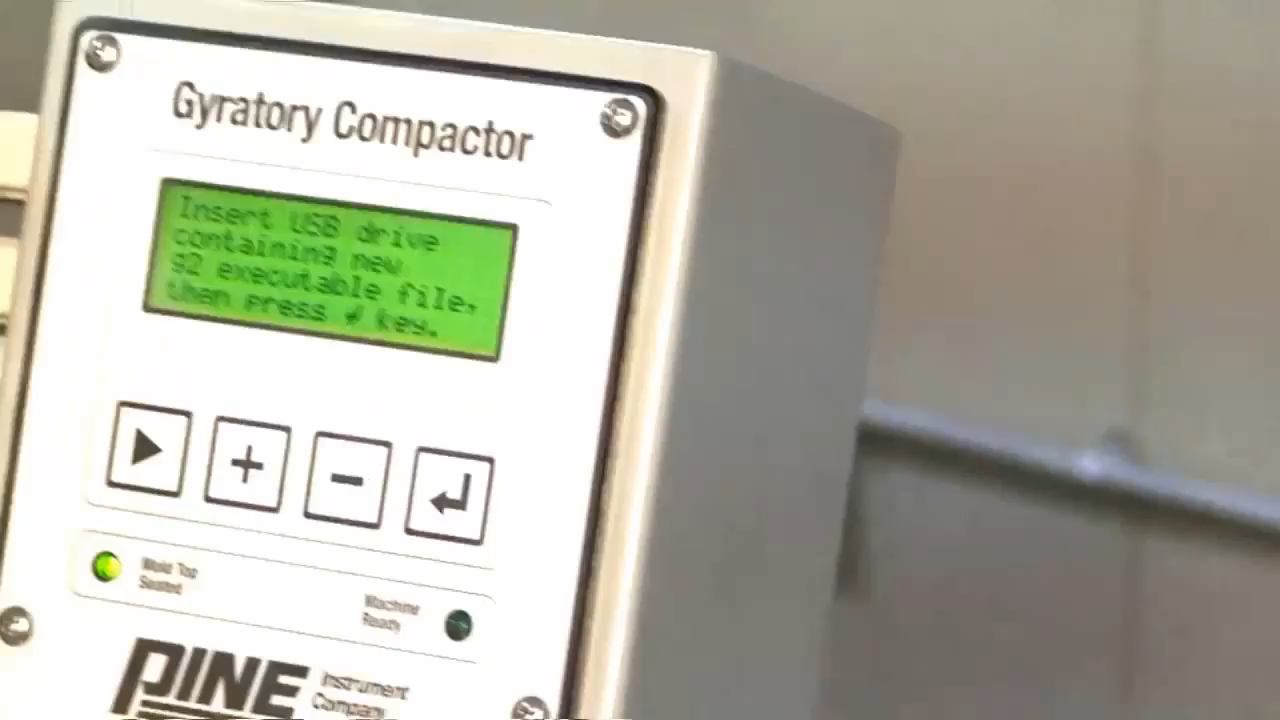 Gyratory Compactor
Insert USB drive
containing new
g2 executable file,
then press ↲ key.
Mold Top
Seated
Machine
Ready
PINE
Instrument
Company